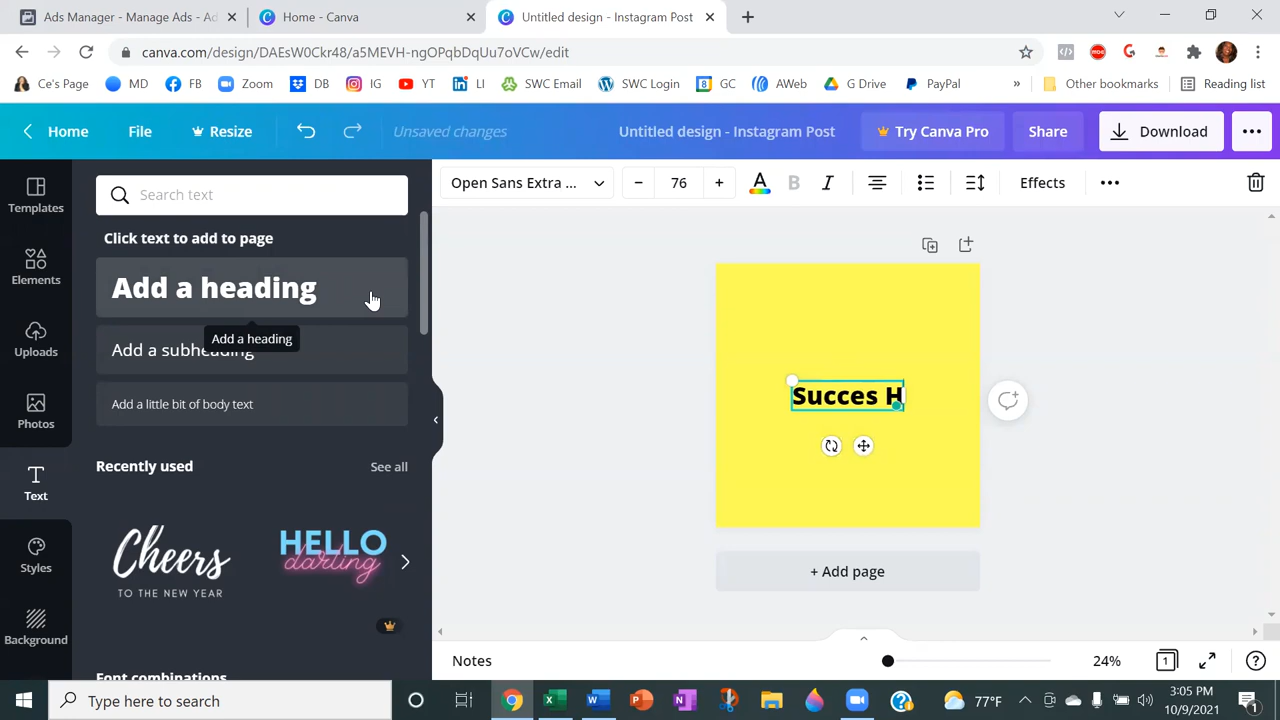 Ads Manager - Manage Ads - Ad
Home - Canva
Untitled design - Instagram Post
canva.com/design/DAEsW0Ckr48/a5MEVH-ngOPqbDqUu7oVCw/edit
Ce's Page
MD
FB
Zoom
DB
IG
YT
LI
SWC Email
SWC Login
GC
AWeb
G Drive
PayPal
»
Other bookmarks
Reading list
Home
File
Resize
Unsaved changes
Untitled design - Instagram Post
Try Canva Pro
Share
Download
Templates
Elements
Uploads
Photos
Text
Styles
Background
Search text
Click text to add to page
Add a heading
Add a heading
Add a subheading
Add a little bit of body text
Recently used
See all
Cheers
TO THE NEW YEAR
HELLO
darling
Font combinations
Open Sans Extra ...
– 76 +
A
B
I
Effects
Succes H
+ Add page
Notes
24%
1
?
Type here to search
77°F
3:05 PM
10/9/2021
1